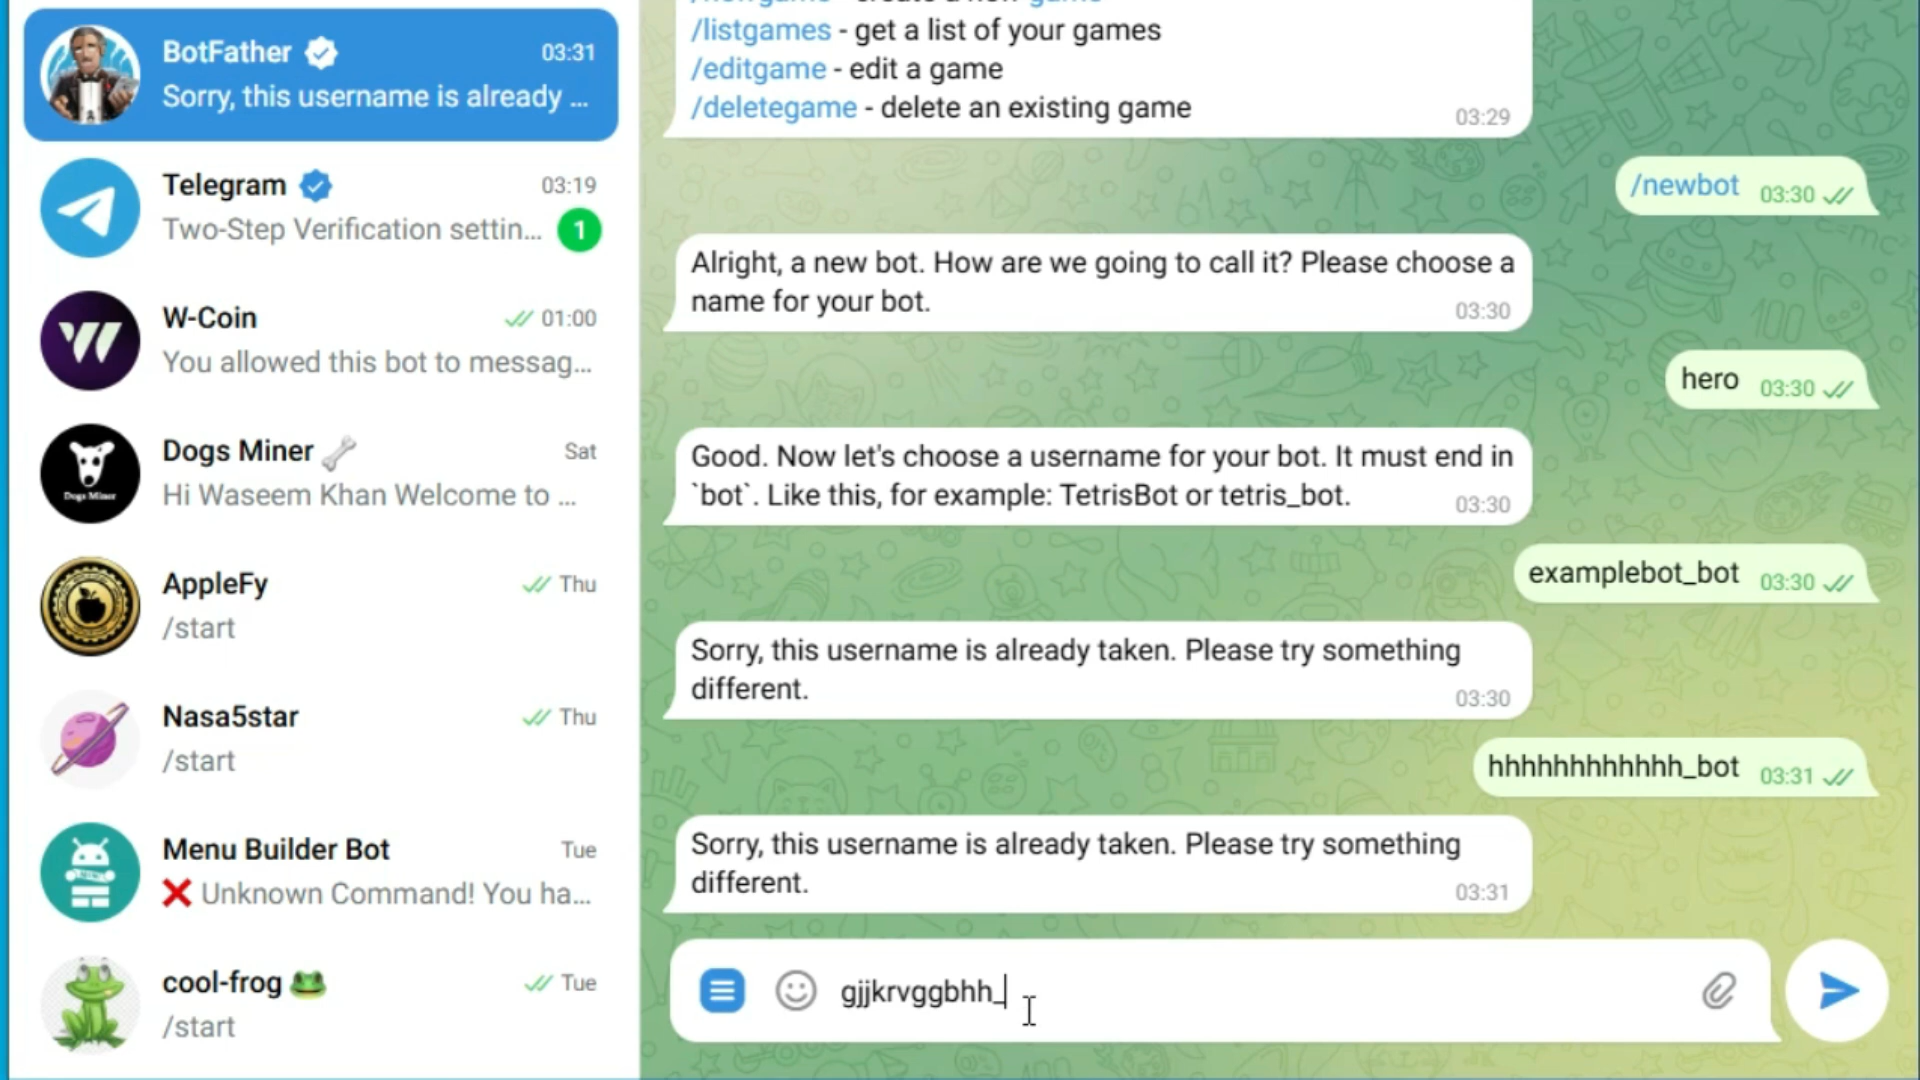 BotFather 03:31
Sorry, this username is already ...
Telegram 03:19
Two-Step Verification settin... 1
W-Coin 01:00
You allowed this bot to messag...
Dogs Miner Sat
Dogs Miner
Hi Waseem Khan Welcome to ...
AppleFy Thu
/start
Nasa5star Thu
/start
Menu Builder Bot Tue
Unknown Command! You ha...
cool-frog Tue
/start
/listgames - get a list of your games
/editgame - edit a game
/deletegame - delete an existing game
03:29
/newbot 03:30
Alright, a new bot. How are we going to call it? Please choose a
name for your bot.
03:30
hero 03:30
Good. Now let's choose a username for your bot. It must end in
`bot`. Like this, for example: TetrisBot or tetris_bot.
03:30
examplebot_bot 03:30
Sorry, this username is already taken. Please try something
different.
03:30
hhhhhhhhhhhh_bot 03:31
Sorry, this username is already taken. Please try something
different.
03:31
gjjkrvggbhh_